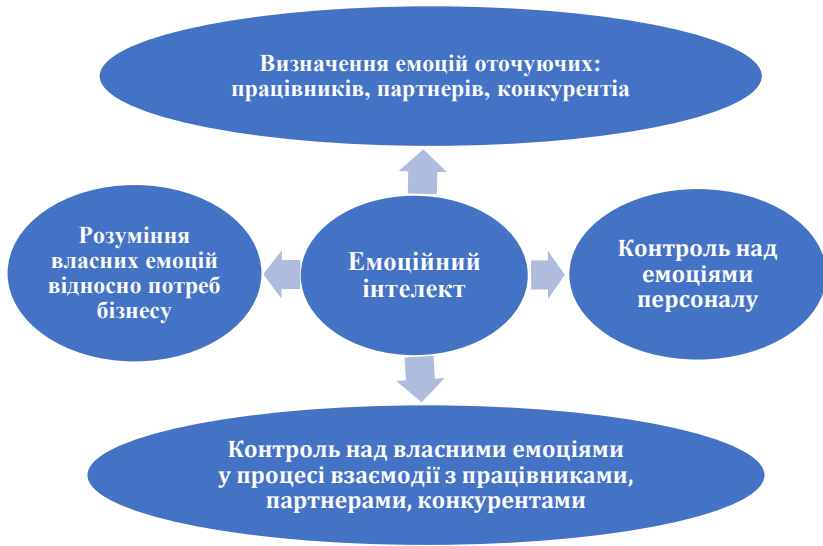 Визначення емоцій оточуючих:
працівників, партнерів, конкурентіа
Розуміння
власних емоцій
відносно потреб
бізнесу
Емоційний
інтелект
Контроль над
емоціями
персоналу
Контроль над власними емоціями
у процесі взаємодії з працівниками,
партнерами, конкурентами